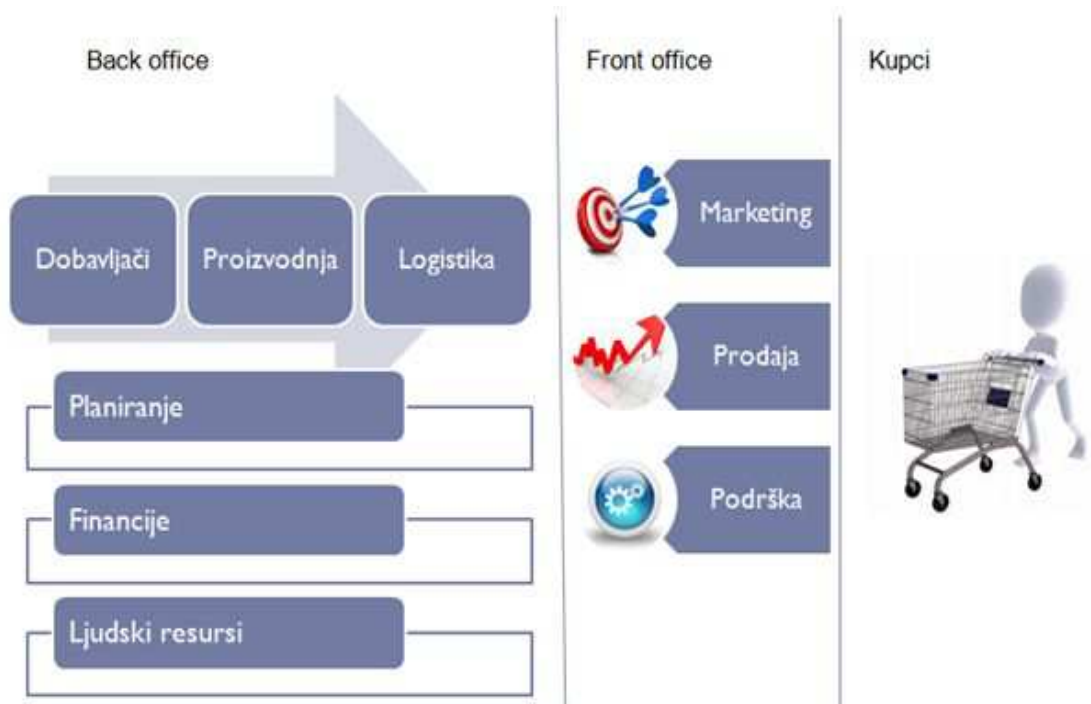 Back office
Front office
Kupci
Dobavljači
Proizvodnja
Logistika
Planiranje
Financije
Ljudski resursi
Marketing
Prodaja
Podrška